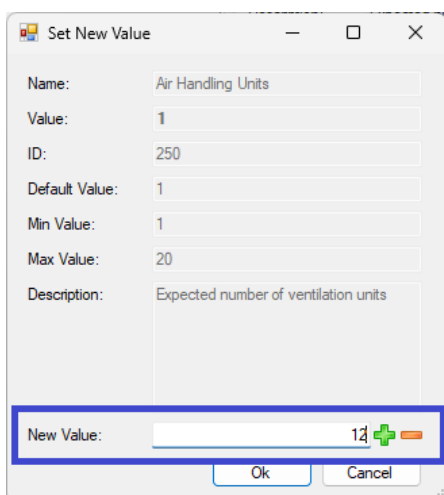 Set New Value
Name: Air Handling Units
Value: 1
ID: 250
Default Value: 1
Min Value: 1
Max Value: 20
Description: Expected number of ventilation units
New Value: 12
Ok Cancel